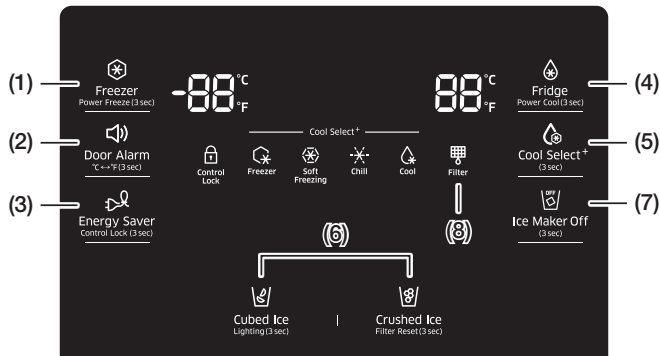 (1)
Freezer
Power Freeze (3 sec)
-88 °C
°F
88 °C
°F
(4)
Fridge
Power Cool (3 sec)
(2)
Door Alarm
°C↔°F (3 sec)
Cool Select+
Control
Lock
Freezer
Soft
Freezing
Chill
Cool
Filter
(5)
Cool Select+
(3 sec)
(3)
Energy Saver
Control Lock (3 sec)
(6)
(8)
(7)
OFF
Ice Maker Off
(3 sec)
Cubed Ice
Lighting (3 sec)
|
Crushed Ice
Filter Reset (3 sec)